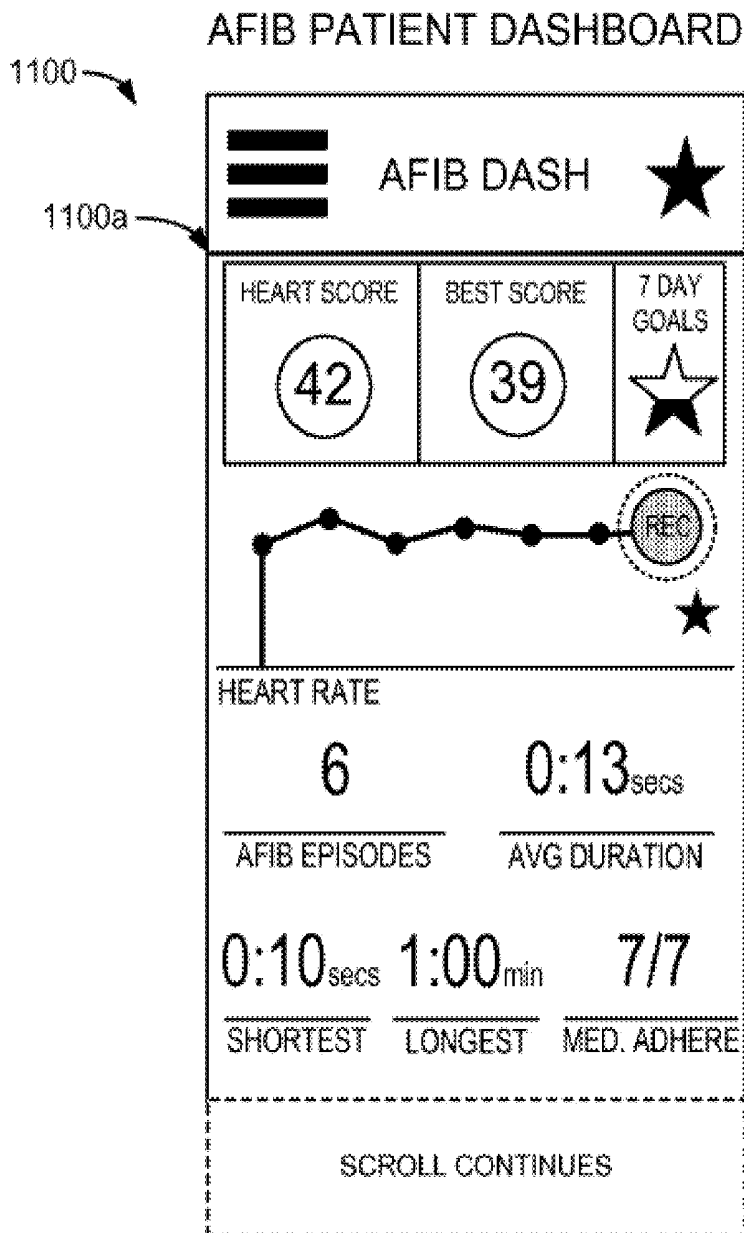 AFIB PATIENT DASHBOARD
1100
AFIB DASH
1100a
HEART SCORE BEST SCORE 7 DAY
GOALS
42 39
REC
HEART RATE
6 0:13secs
AFIB EPISODES AVG DURATION
0:10secs 1:00min 7/7
SHORTEST LONGEST MED. ADHERE
SCROLL CONTINUES